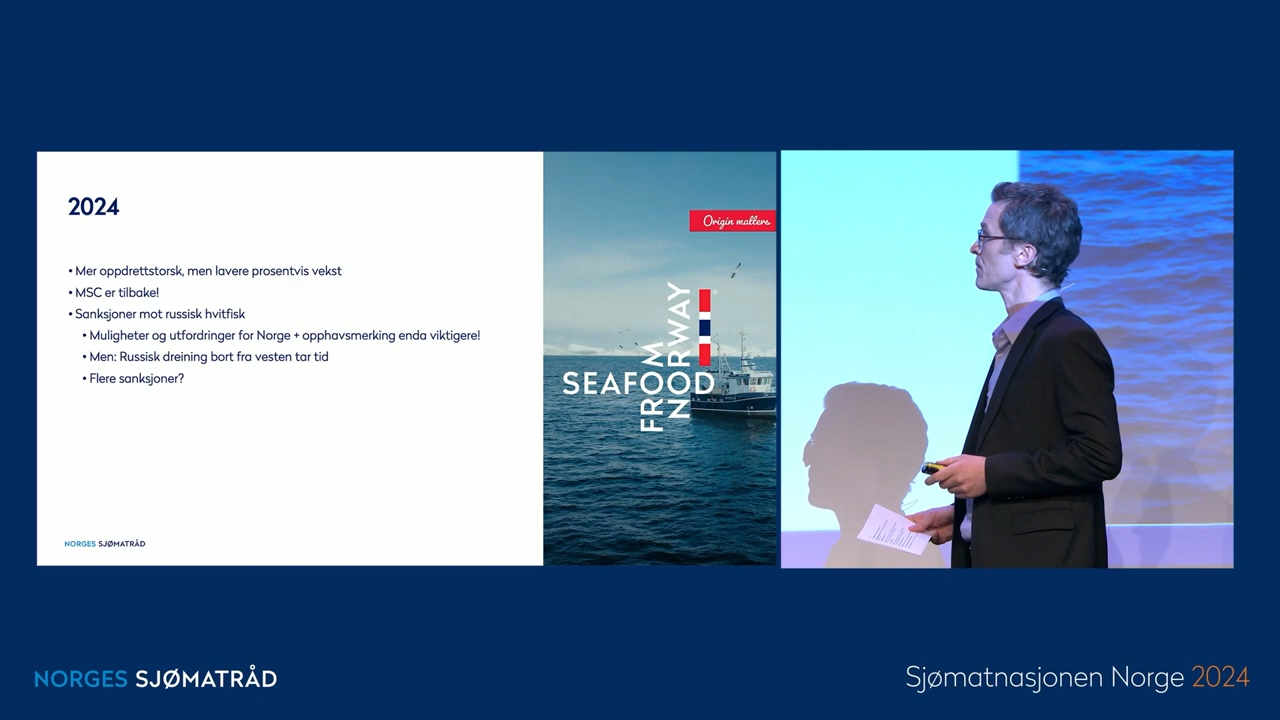 2024
• Mer oppdrettstorsk, men lavere prosentvis vekst
• MSC er tilbake!
• Sanksjoner mot russisk hvitfisk
• Muligheter og utfordringer for Norge + opphavsmerking enda viktigere!
• Men: Russisk dreining bort fra vesten tar tid
• Flere sanksjoner?
NORGES SJØMATRÅD
Origin matters
SEAFOOD
FROM
NORWAY
NORGES SJØMATRÅD
Sjømatnasjonen Norge 2024